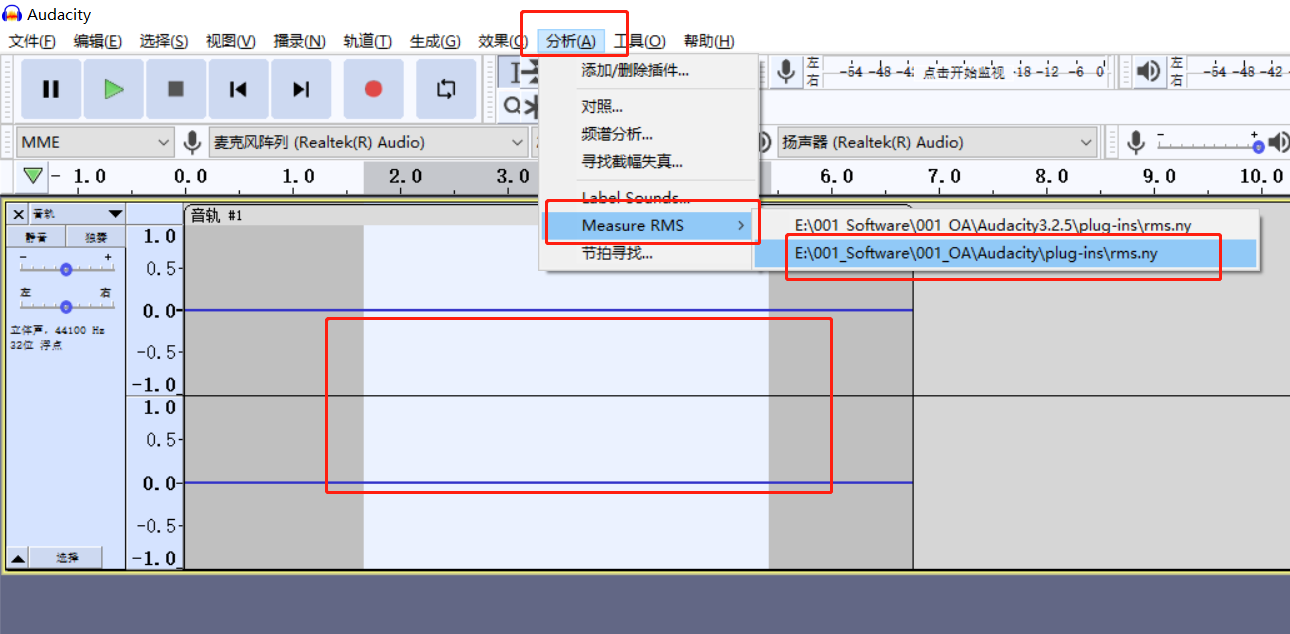 Audacity
文件(F) 编辑(E) 选择(S) 视图(V) 播录(N) 轨道(T) 生成(G) 效果(C) 分析(A) 工具(O) 帮助(H)
添加/删除插件...
对照...
频谱分析...
寻找截幅失真...
Label Sounds...
Measure RMS
节拍寻找...
E:\001_Software\001_OA\Audacity3.2.5\plug-ins\rms.ny
E:\001_Software\001_OA\Audacity\plug-ins\rms.ny
左
右
-54 -48 -4 点击开始监视 -18 -12 -6 0
左
右
-54 -48 -42
MME
麦克风阵列 (Realtek(R) Audio)
扬声器 (Realtek(R) Audio)
- +
- 1.0 0.0 1.0 2.0 3.0 6.0 7.0 8.0 9.0 10.0
音轨
音轨 #1
静音 独奏
- +
左 右
立体声, 44100 Hz
32位 浮点
选择
1.0
0.5-
0.0-
-0.5-
-1.0
1.0
0.5-
0.0-
-0.5-
-1.0